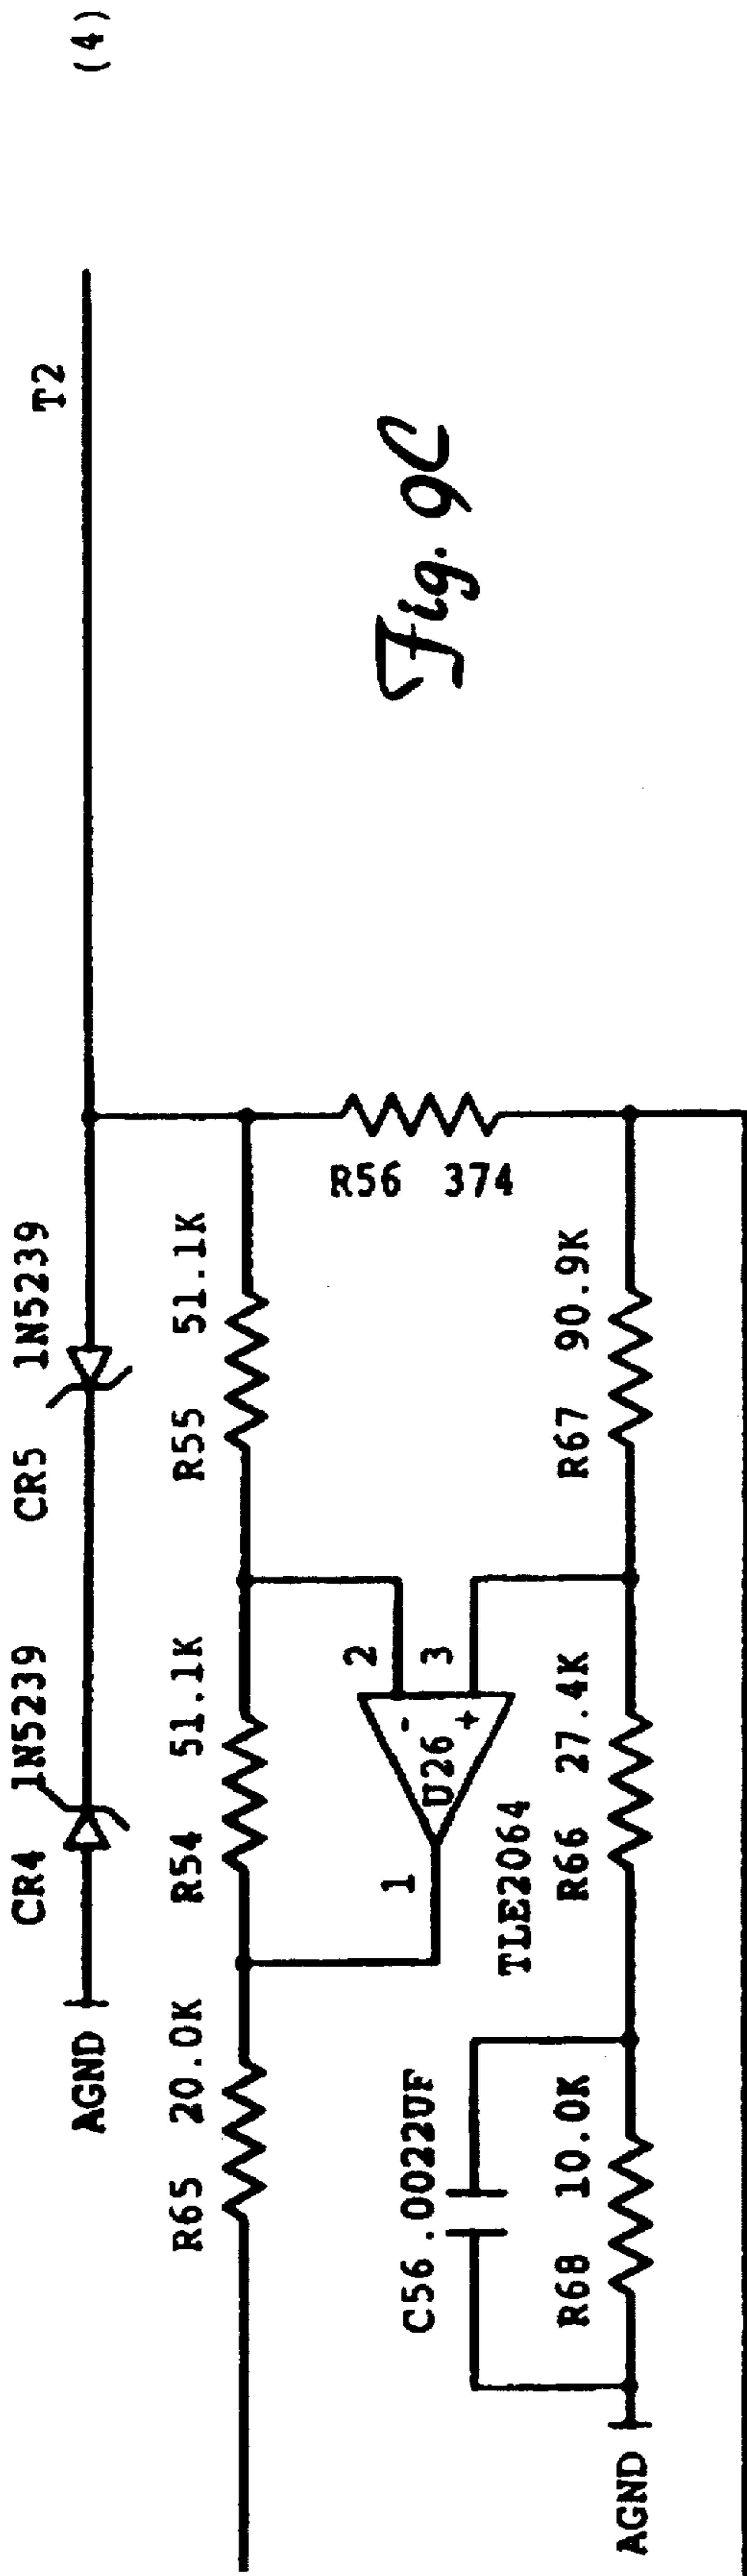 CR4 1N5239 CR5 1N5239
T2
(4)
AGND
R65 20.0K R54 51.1K R55 51.1K
1
U26
-
+
2
3
TLE2064
R56 374
Fig. 9C
C56 .0022UF
R68 10.0K R66 27.4K R67 90.9K
AGND